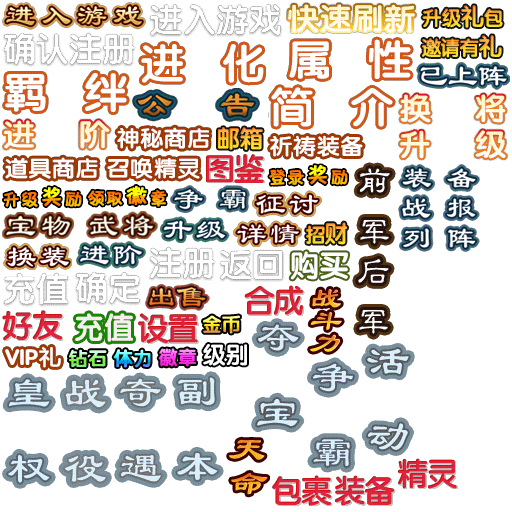 进入游戏 进入游戏 快速刷新 升级礼包
确认注册 进化 属性 邀请有礼
已上阵
羁绊 公告 简介 换将
进阶 神秘商店 邮箱 祈祷装备 升级
道具商店 召唤精灵 图鉴 登录奖励 前军 装备
升级奖励 领取徽章 争霸 征讨 战报
宝物 武将 升级 详情 招财 列阵
换装 进阶 注册 返回 购买 后军
充值 确定 出售 合成 战斗力
好友 充值 设置 金币 夺宝 争霸 活动
VIP礼 钻石 体力 徽章 级别
皇权 战役 奇遇 副本
天命 包裹 装备 精灵